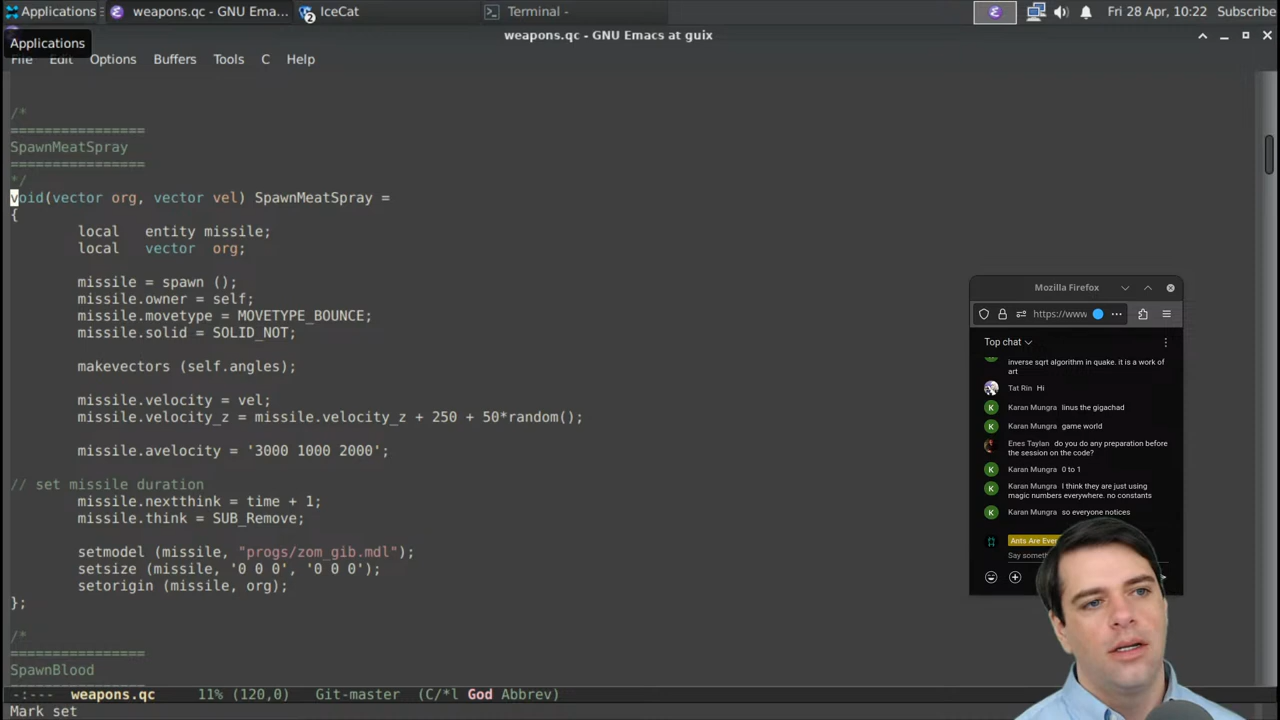 Applications
weapons.qc - GNU Ema...
2
IceCat
Terminal -
Fri 28 Apr, 10:22
Subscribe
Applications
weapons.qc - GNU Emacs at guix
File Edit Options Buffers Tools C Help
/*
================
SpawnMeatSpray
================
*/
void(vector org, vector vel) SpawnMeatSpray =
{
local entity missile;
local vector org;
missile = spawn ();
missile.owner = self;
missile.movetype = MOVETYPE_BOUNCE;
missile.solid = SOLID_NOT;
makevectors (self.angles);
missile.velocity = vel;
missile.velocity_z = missile.velocity_z + 250 + 50*random();
missile.avelocity = '3000 1000 2000';
// set missile duration
missile.nextthink = time + 1;
missile.think = SUB_Remove;
setmodel (missile, "progs/zom_gib.mdl");
setsize (missile, '0 0 0', '0 0 0');
setorigin (missile, org);
};
/*
================
SpawnBlood
================
-:--- weapons.qc 11% (120,0) Git-master (C/*l God Abbrev)
Mark set
Mozilla Firefox
https://www
Top chat
inverse sqrt algorithm in quake. it is a work of
art
Tat Rin Hi
K Karan Mungra linus the gigachad
K Karan Mungra game world
Enes Taylan do you do any preparation before
the session on the code?
K Karan Mungra 0 to 1
K Karan Mungra I think they are just using
magic numbers everywhere. no constants
K Karan Mungra so everyone notices
Ants Are
Say